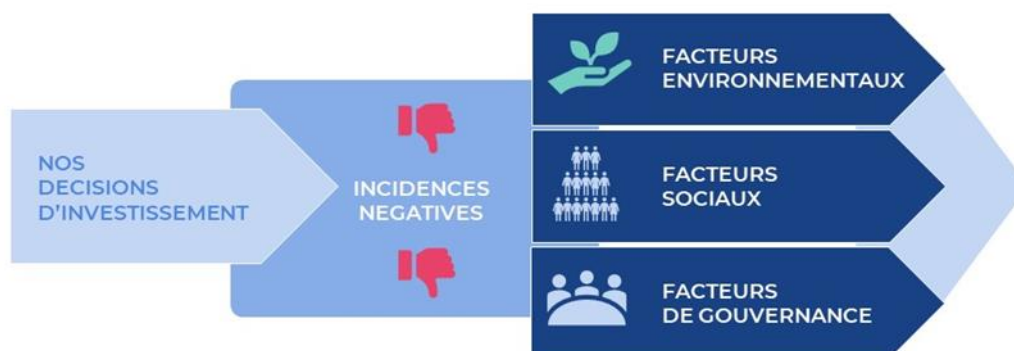 NOS
DECISIONS
D'INVESTISSEMENT
INCIDENCES
NEGATIVES
FACTEURS
ENVIRONNEMENTAUX
FACTEURS
SOCIAUX
FACTEURS
DE GOUVERNANCE